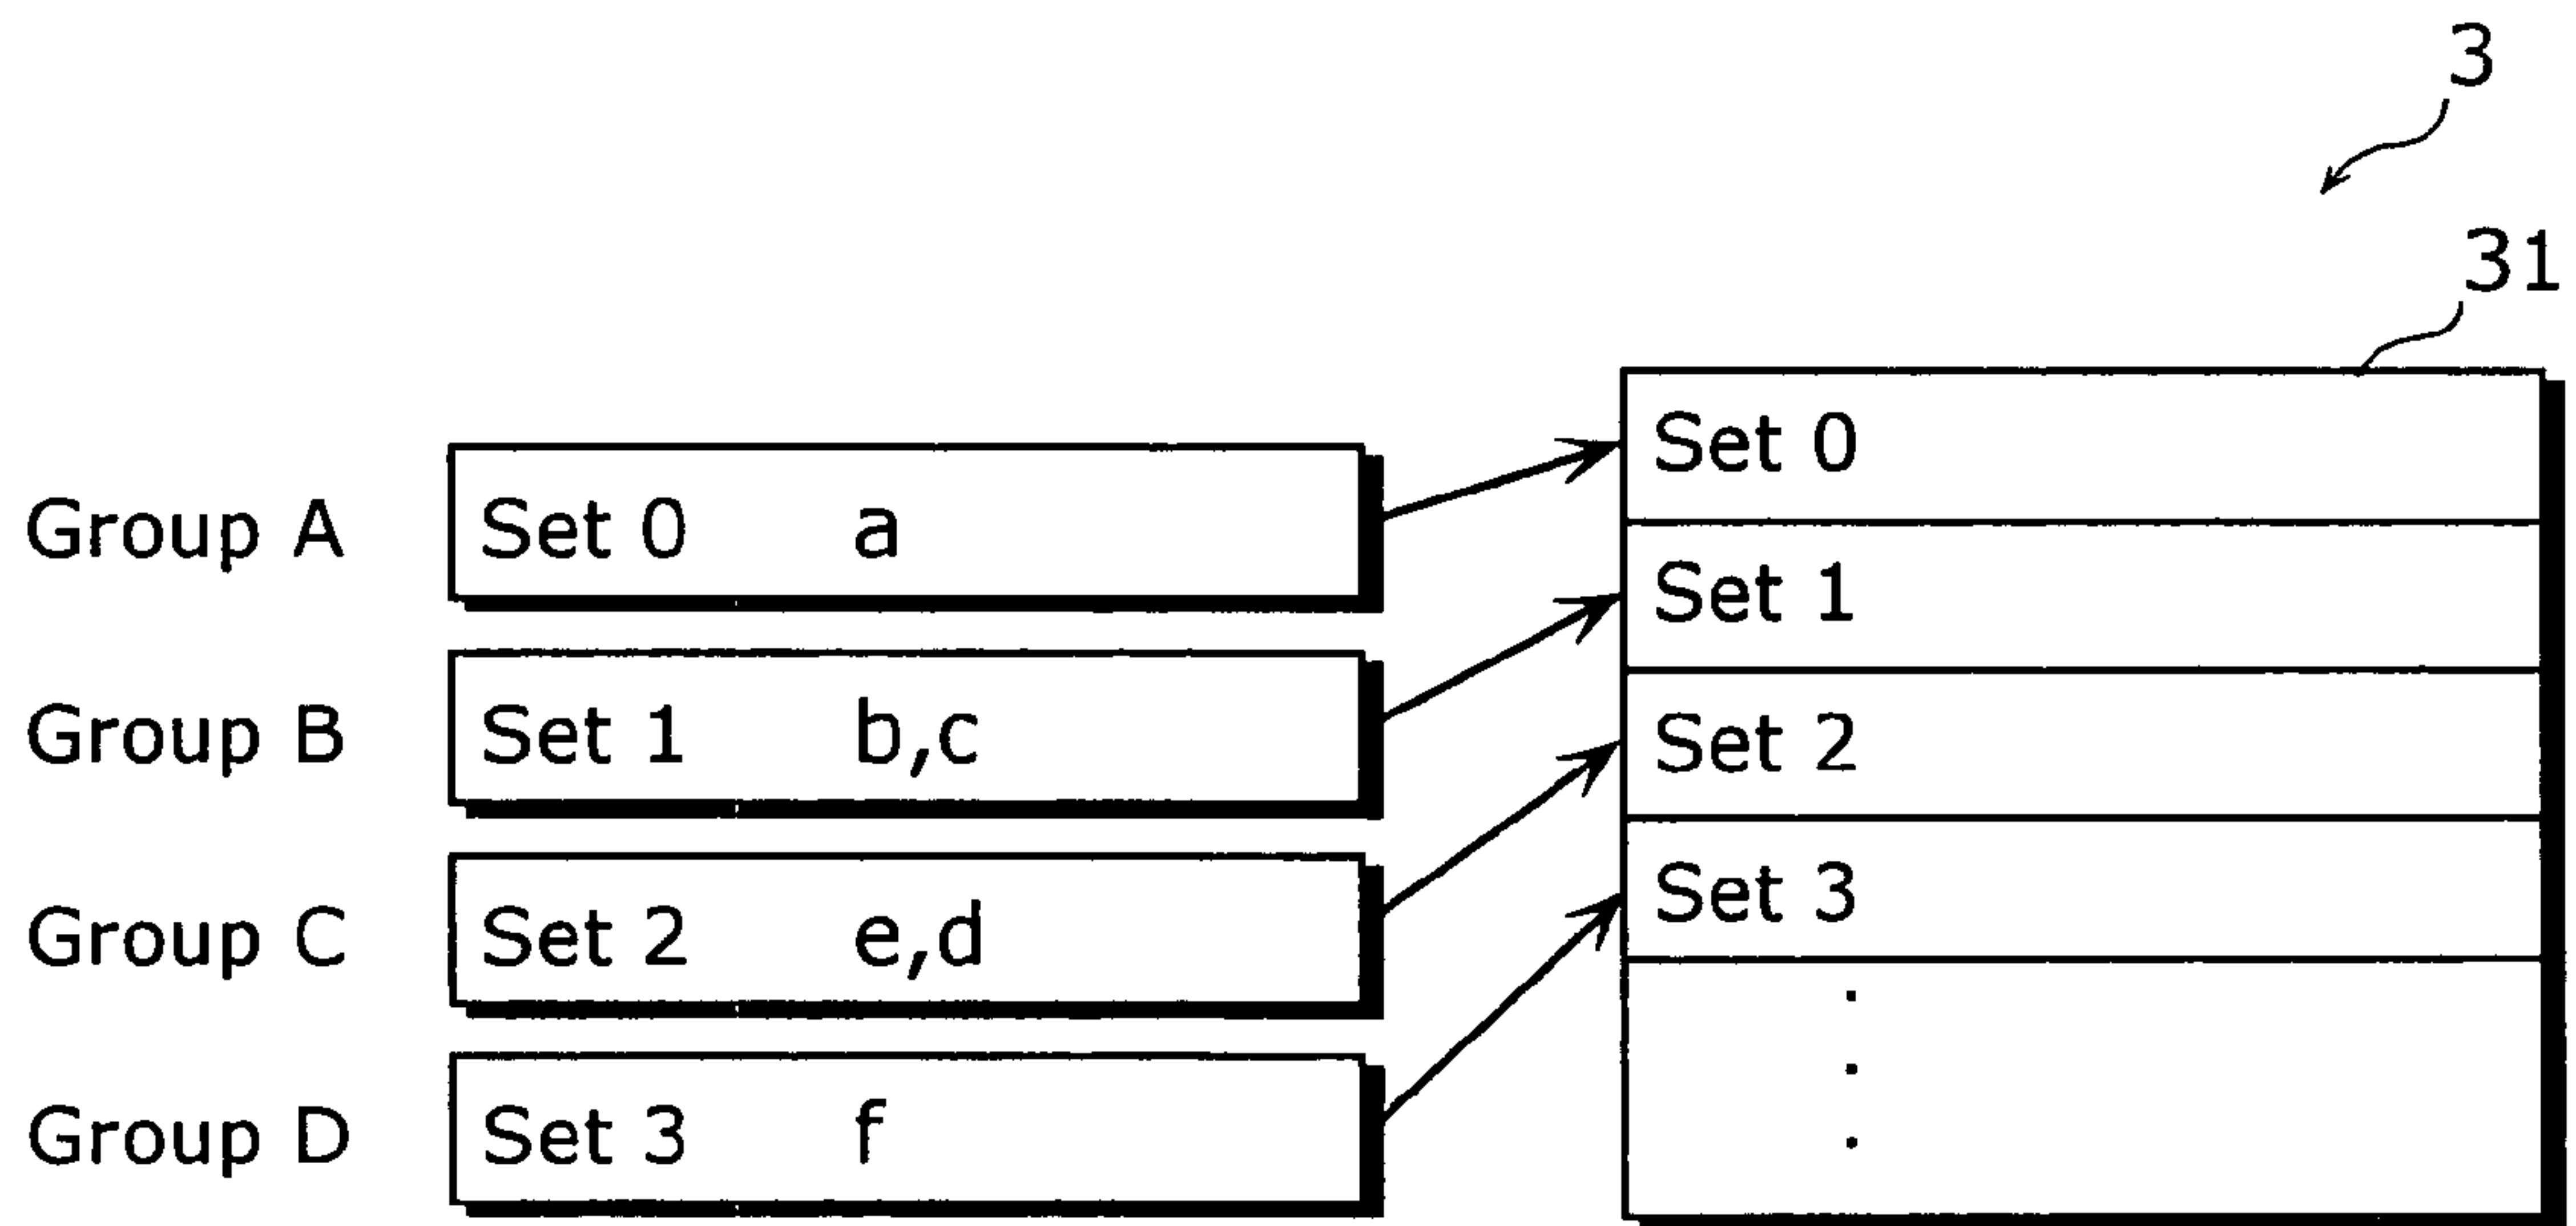 3
31
Set 0
Group A Set 0 a
Set 1
Group B Set 1 b,c
Set 2
Group C Set 2 e,d
Set 3
Group D Set 3 f